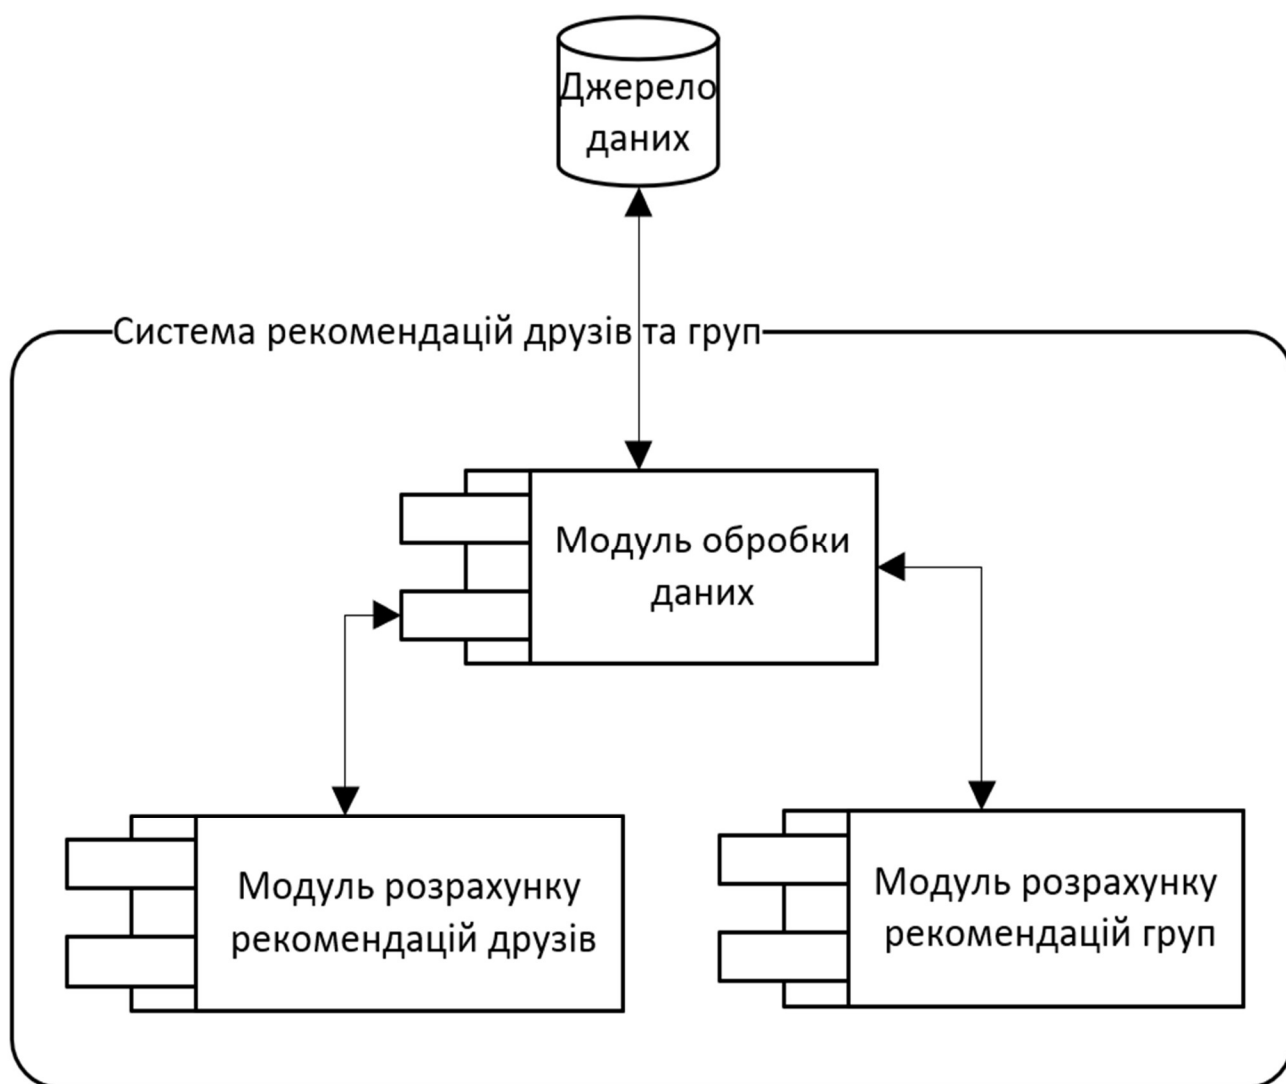 Джерело
даних
Система рекомендацій друзів та груп
Модуль обробки
даних
Модуль розрахунку
рекомендацій друзів
Модуль розрахунку
рекомендацій груп